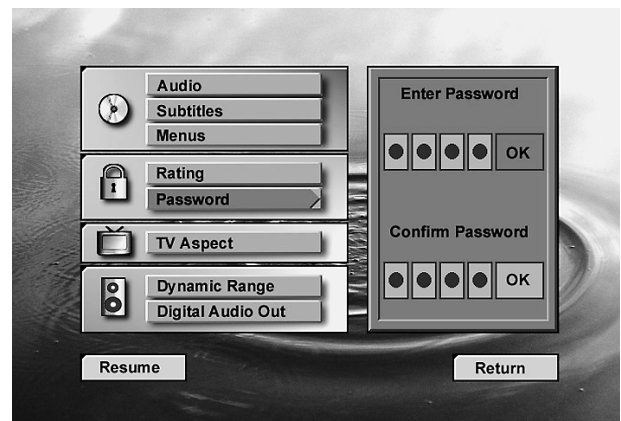 Audio
Subtitles
Menus
Rating
Password
TV Aspect
Dynamic Range
Digital Audio Out
Enter Password
OK
Confirm Password
OK
Resume
Return